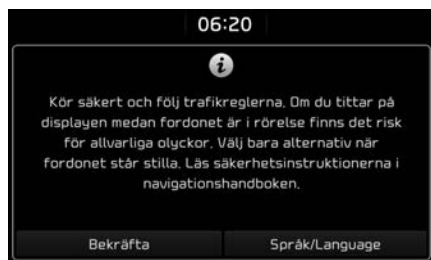 06:20
Kör säkert och följ trafikreglerna. Om du tittar på
displayen medan fordonet är i rörelse finns det risk
för allvarliga olyckor. Välj bara alternativ när
fordonet står stilla. Läs säkerhetsinstruktionerna i
navigationshandboken.
Bekräfta Språk/Language